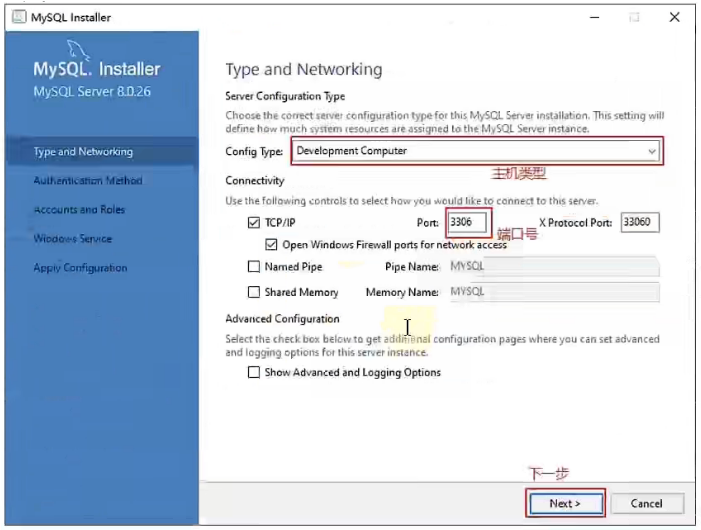 MySQL Installer
MySQL. Installer
MySQL Server 8.0.26
Type and Networking
Authentication Method
Accounts and Roles
Windows Service
Apply Configuration
Type and Networking
Server Configuration Type
Choose the correct server configuration type for this MySQL Server installation. This setting will
define how much system resources are assigned to the MySQL Server instance.
Config Type: Development Computer
主机类型
Connectivity
Use the following controls to select how you would like to connect to this server.
TCP/IP Port: 3306 X Protocol Port: 33060
端口号
Open Windows Firewall ports for network access
Named Pipe Pipe Name: MYSQL
Shared Memory Memory Name: MYSQL
Advanced Configuration
Select the check box below to get additional configuration pages where you can set advanced
and logging options for this server instance.
Show Advanced and Logging Options
下一步
Next > Cancel